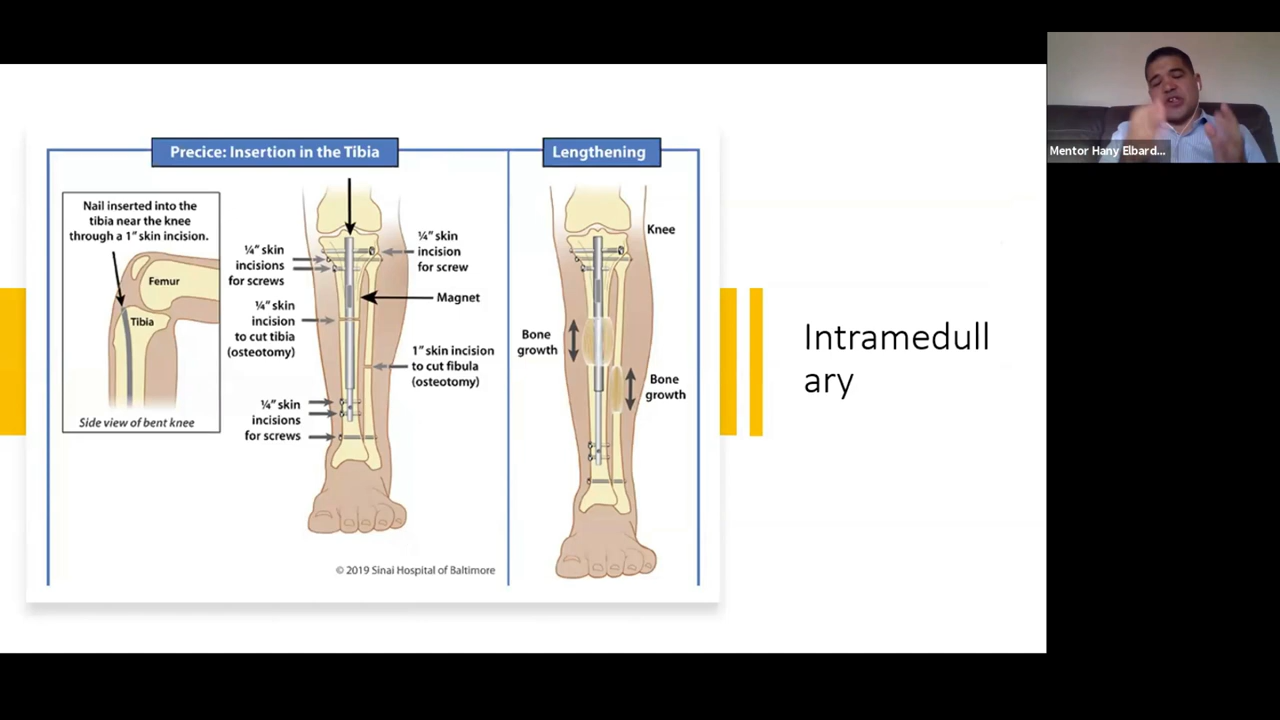 Precice: Insertion in the Tibia
Nail inserted into the
tibia near the knee
through a 1" skin incision.
Femur
Tibia
Side view of bent knee
¼" skin
incisions
for screws
¼" skin
incision
to cut tibia
(osteotomy)
¼" skin
incisions
for screws
¼" skin
incision
for screw
Magnet
1" skin incision
to cut fibula
(osteotomy)
© 2019 Sinai Hospital of Baltimore
Lengthening
Knee
Bone
growth
Bone
growth
Intramedull
ary
Mentor Hany Elbard...